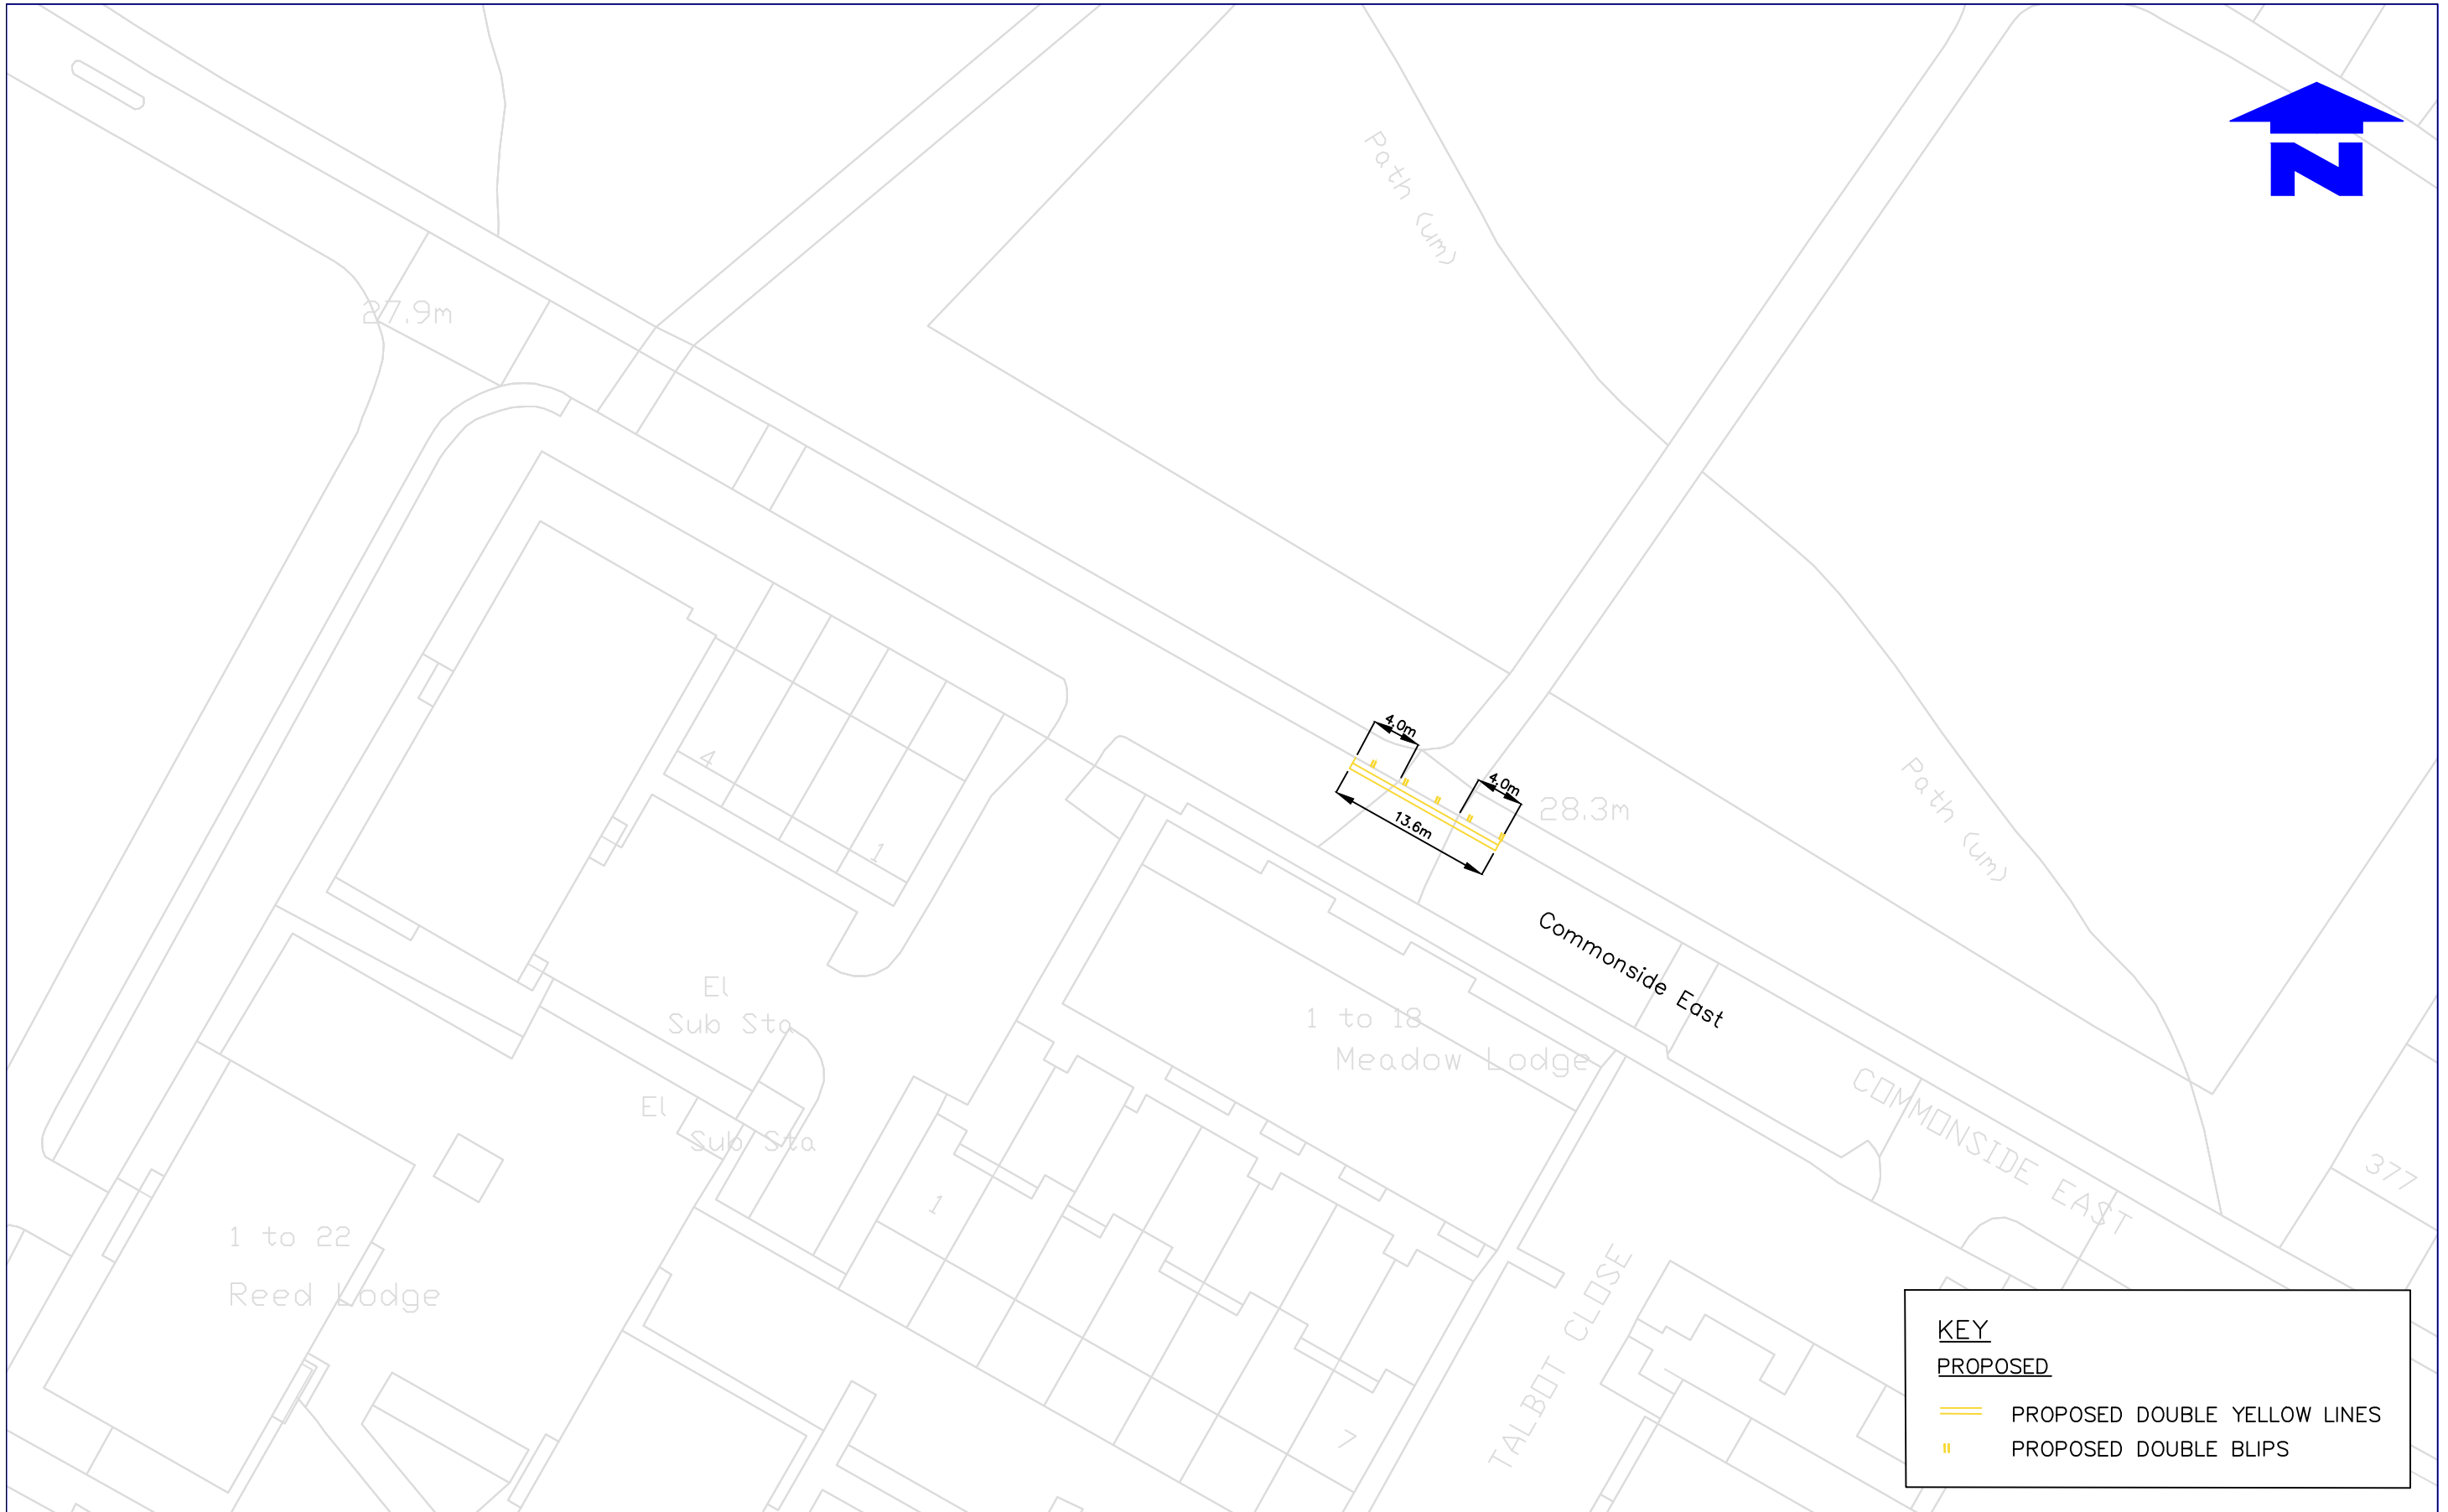 N
Path (um)
27.9m
4.0m
4.0m
13.6m
28.3m
Path (um)
4
1
Commonside East
El
Sub Sta
1 to 18
Meadow Lodge
El
Sub Sta
COMMONSIDE EAST
377
1
1 to 22
Reed Lodge
TALBOT CLOSE
7
KEY
PROPOSED
PROPOSED DOUBLE YELLOW LINES
PROPOSED DOUBLE BLIPS